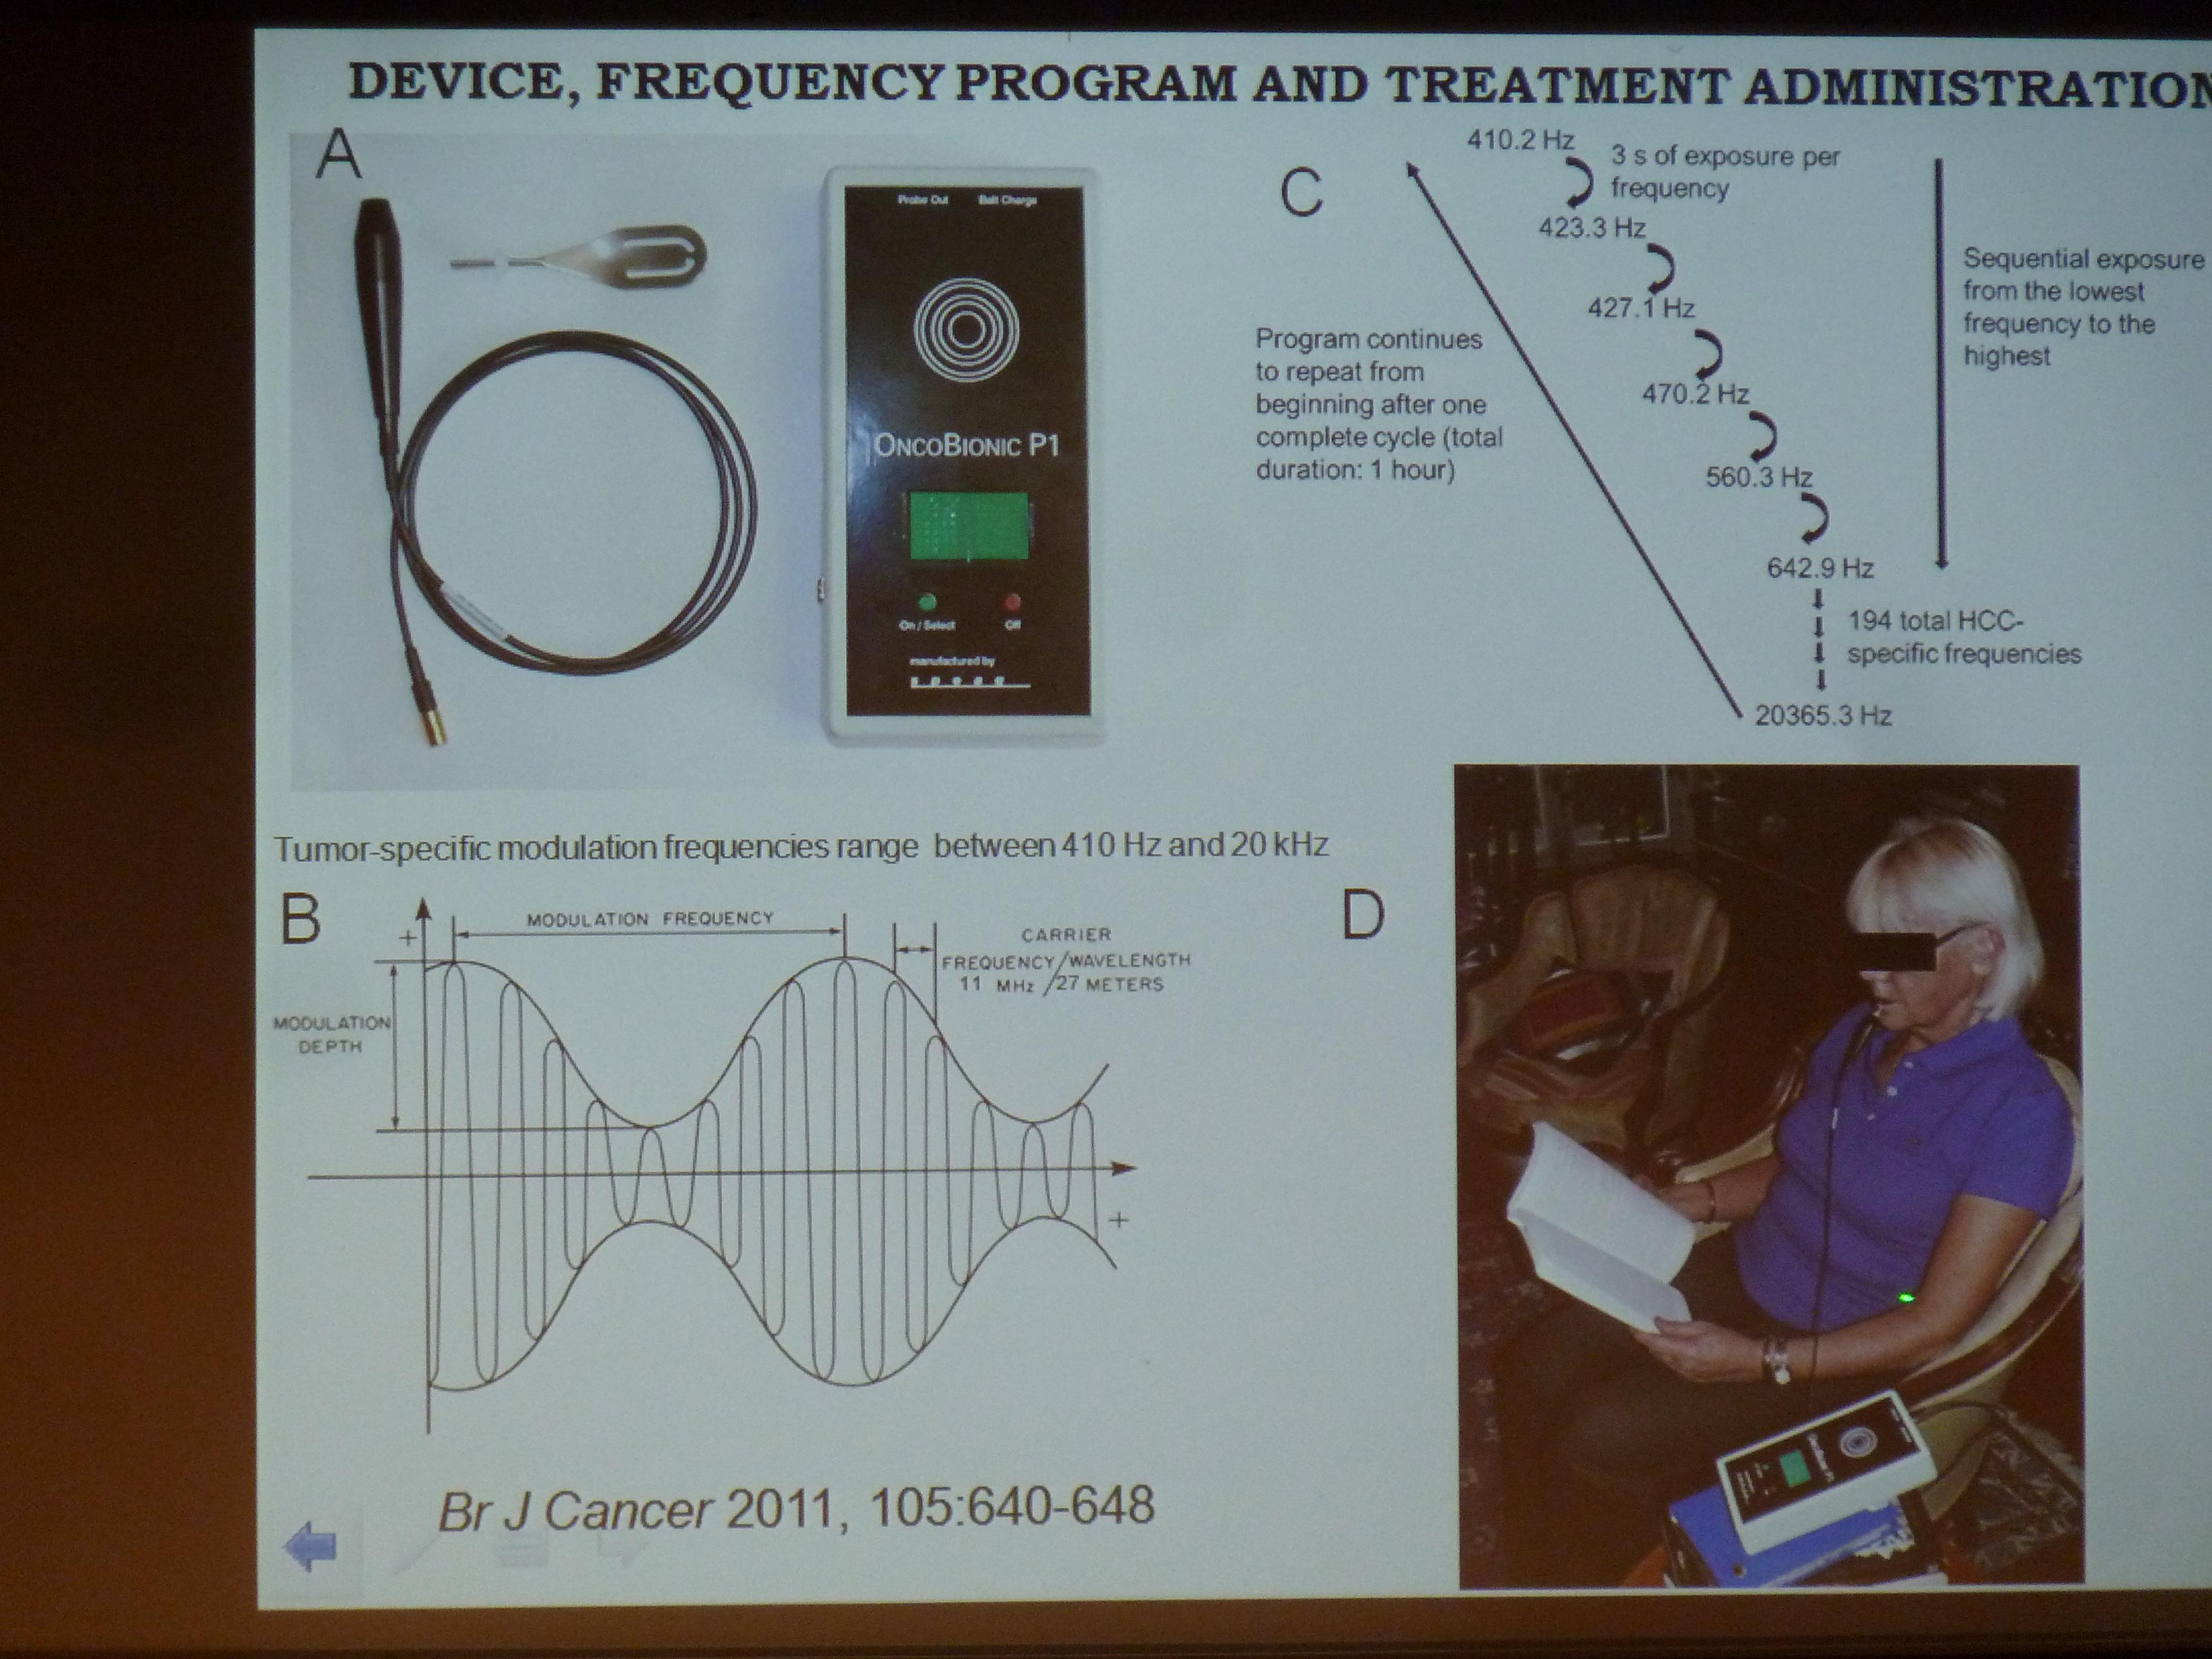 DEVICE, FREQUENCY PROGRAM AND TREATMENT ADMINISTRATION
A
Probe Out Batt Charge
ONCOBIONIC P1
On / Select Off
manufactured by
C
410.2 Hz
3 s of exposure per
frequency
423.3 Hz
427.1 Hz
470.2 Hz
560.3 Hz
642.9 Hz
194 total HCC-
specific frequencies
20365.3 Hz
Sequential exposure
from the lowest
frequency to the
highest
Program continues
to repeat from
beginning after one
complete cycle (total
duration: 1 hour)
Tumor-specific modulation frequencies range between 410 Hz and 20 kHz
B
+
MODULATION FREQUENCY
CARRIER
FREQUENCY/WAVELENGTH
11 MHz /27 METERS
MODULATION
DEPTH
+
Br J Cancer 2011, 105:640-648
D
ONCOBIONIC P1